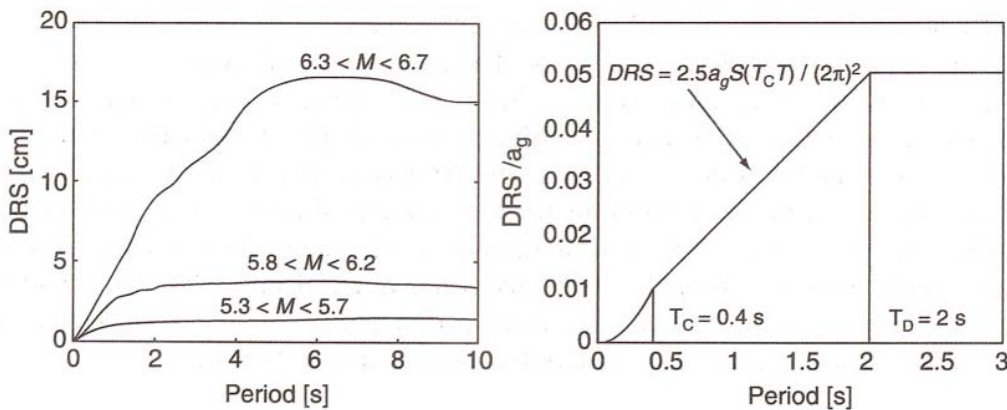 20
15
10
5
0
DRS [cm]
6.3 < M < 6.7
5.8 < M < 6.2
5.3 < M < 5.7
0 2 4 6 8 10
Period [s]
0.06
0.05
0.04
0.03
0.02
0.01
0
DRS /a_g
DRS = 2.5a_gS(T_CT) / (2π)²
T_C = 0.4 s
T_D = 2 s
0 0.5 1 1.5 2 2.5 3
Period [s]